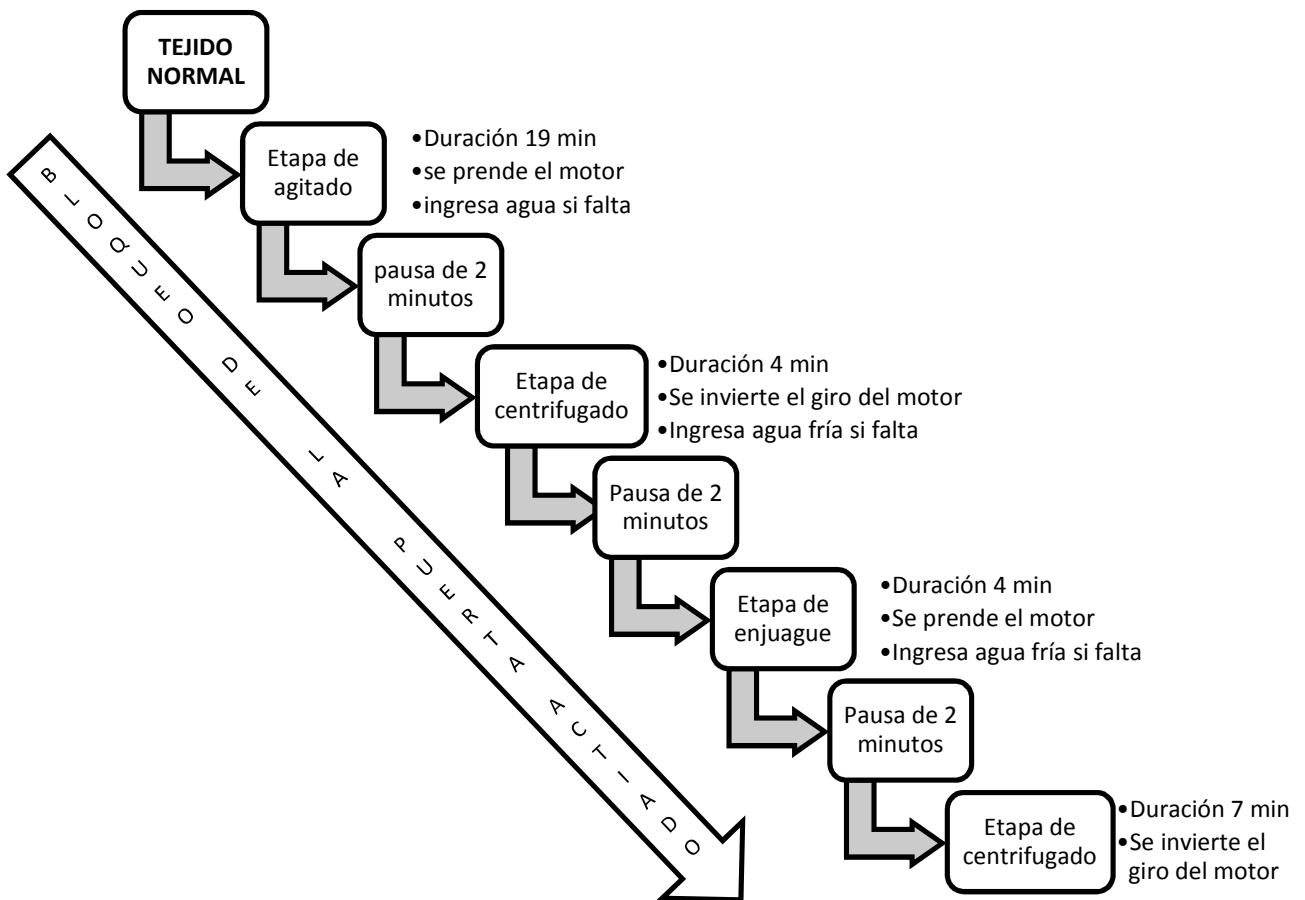 TEJIDO
NORMAL
Etapa de
agitado
•Duración 19 min
•se prende el motor
•ingresa agua si falta
pausa de 2
minutos
Etapa de
centrifugado
•Duración 4 min
•Se invierte el giro del motor
•Ingresa agua fría si falta
Pausa de 2
minutos
Etapa de
enjuague
•Duración 4 min
•Se prende el motor
•Ingresa agua fría si falta
Pausa de 2
minutos
Etapa de
centrifugado
•Duración 7 min
•Se invierte el
giro del motor
BLOQUEO DE LA PUERTA ACTIADO